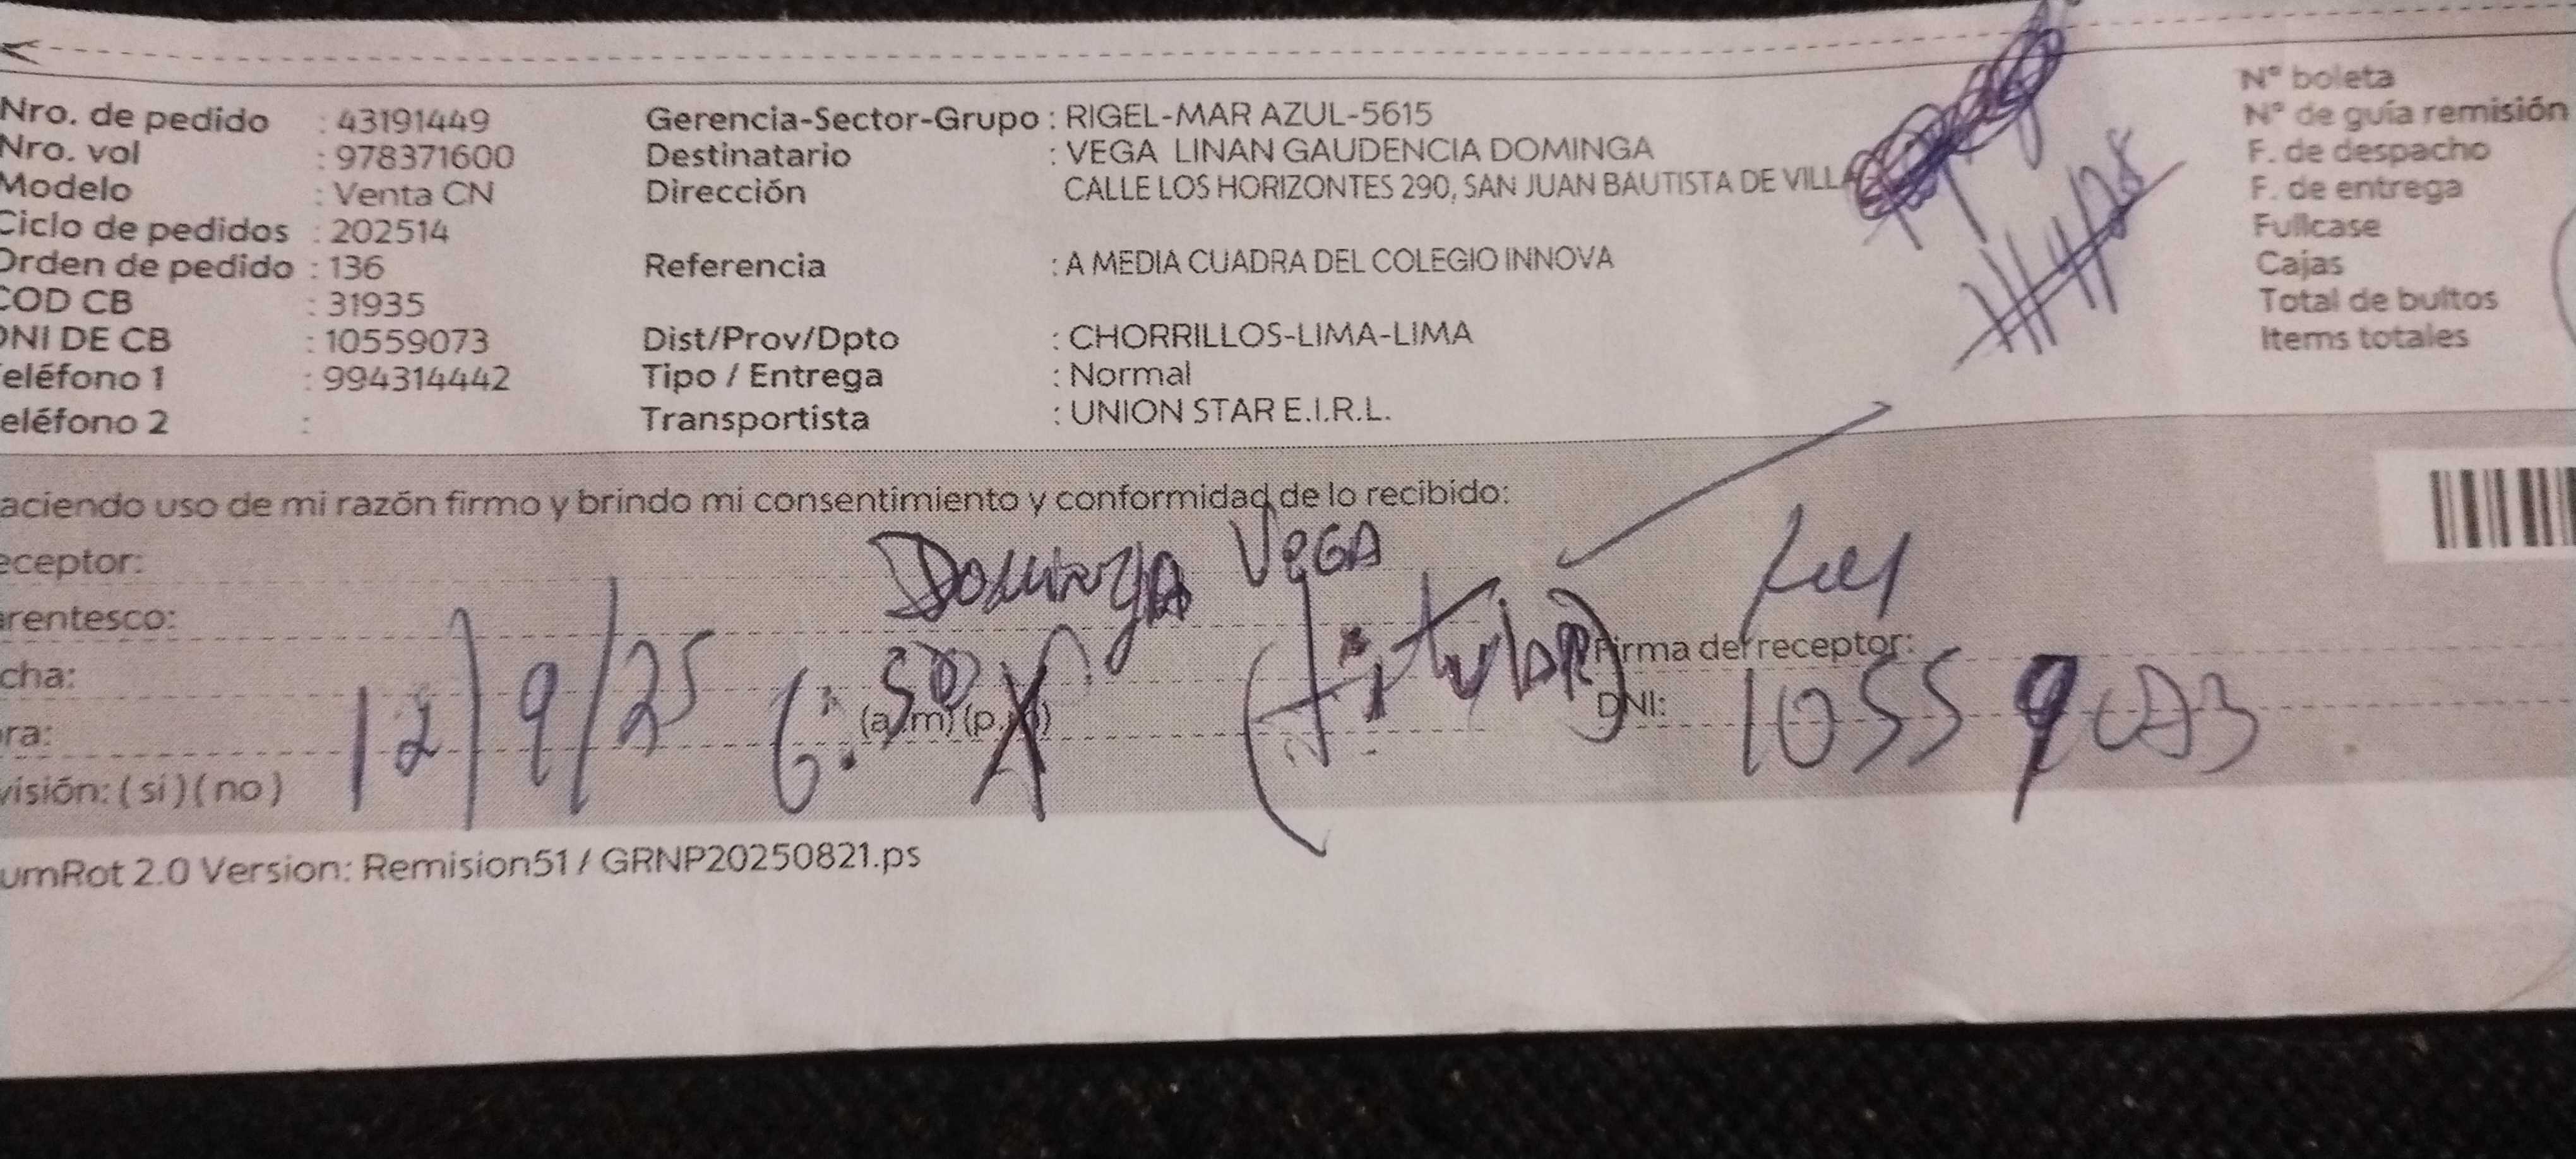 Nro. de pedido : 43191449 Gerencia-Sector-Grupo : RIGEL-MAR AZUL-5615 N° boleta
Nro. vol : 978371600 Destinatario : VEGA LINAN GAUDENCIA DOMINGA N° de guía remisión
Modelo : Venta CN Dirección CALLE LOS HORIZONTES 290, SAN JUAN BAUTISTA DE VILLA F. de despacho
Ciclo de pedidos : 202514 F. de entrega
Orden de pedido : 136 Referencia : A MEDIA CUADRA DEL COLEGIO INNOVA Fullcase
COD CB : 31935 Cajas
DNI DE CB : 10559073 Dist/Prov/Dpto : CHORRILLOS-LIMA-LIMA Total de bultos
eléfono 1 : 994314442 Tipo / Entrega : Normal Items totales
eléfono 2 : Transportista : UNION STAR E.I.R.L.
aciendo uso de mi razón firmo y brindo mi consentimiento y conformidad de lo recibido:
eceptor: Dominga VEGA
arentesco: (titular) Firma del receptor:
cha: 12/9/25
ra: 6:50 (a.m) (p.m) DNI: 10559073
visión: ( si ) ( no )
umRot 2.0 Version: Remision51 / GRNP20250821.ps